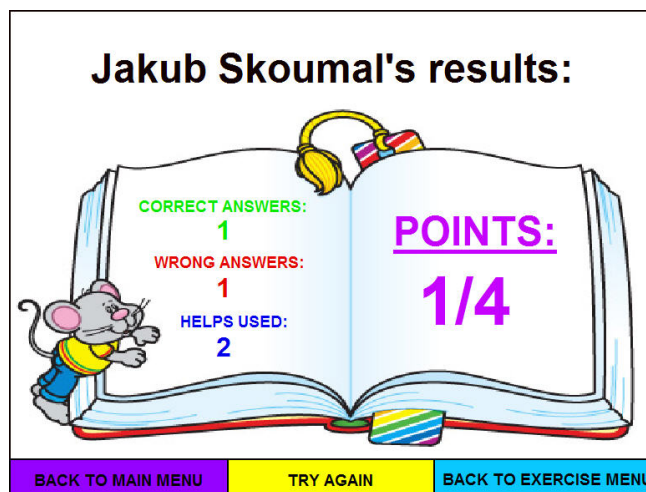 Jakub Skoumal's results:
CORRECT ANSWERS:
1
WRONG ANSWERS:
1
HELPS USED:
2
POINTS:
1/4
BACK TO MAIN MENU
TRY AGAIN
BACK TO EXERCISE MENU